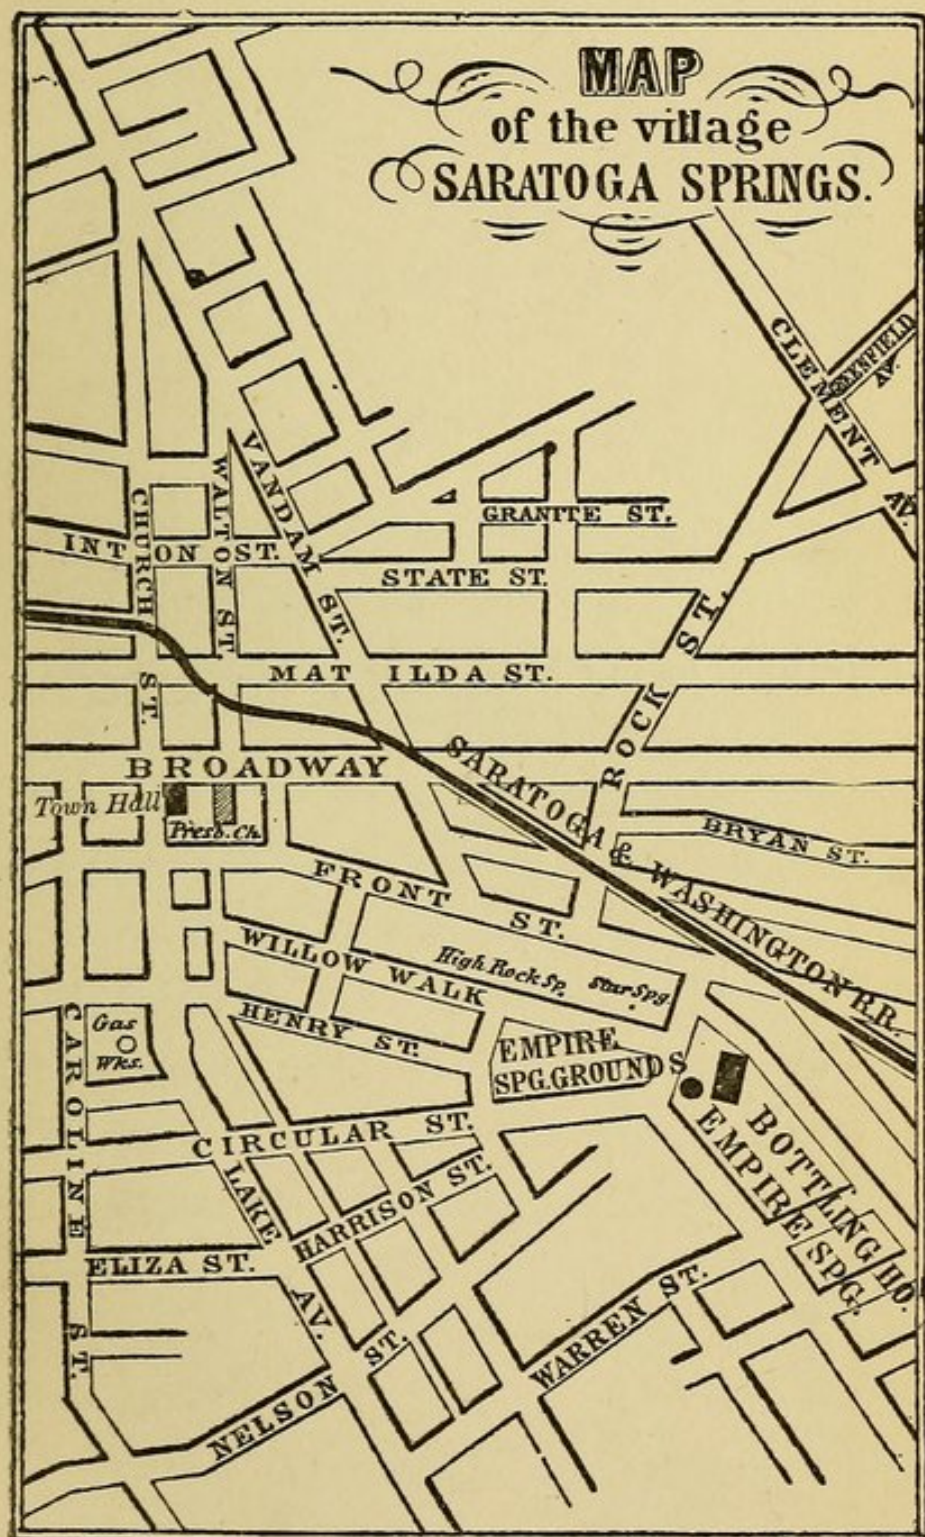 MAP
of the village
SARATOGA SPRINGS.
CLEMENT AV.
AV.
VANDAM ST.
WALTON ST.
CHURCH ST.
GRANITE ST.
INTON ST.
STATE ST.
ROCK ST.
MATILDA ST.
BROADWAY
SARATOGA & WASHINGTON R.R.
Town Hall
Presb. Ch.
BRYAN ST.
FRONT ST.
WILLOW WALK
High Rock Sp.
Star Spg.
HENRY ST.
CAROLINE ST.
Gas
Wks.
EMPIRE
SPG. GROUNDS
BOTTLING HO.
EMPIRE SPG.
CIRCULAR ST.
LAKE AV.
HARRISON ST.
ELIZA ST.
WARREN ST.
NELSON ST.